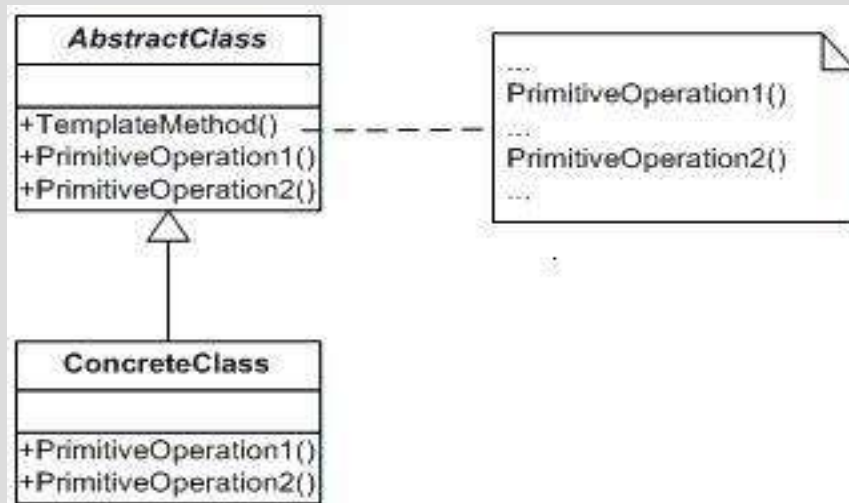 AbstractClass
+TemplateMethod()
+PrimitiveOperation1()
+PrimitiveOperation2()
...
PrimitiveOperation1()
...
PrimitiveOperation2()
...
ConcreteClass
+PrimitiveOperation1()
+PrimitiveOperation2()